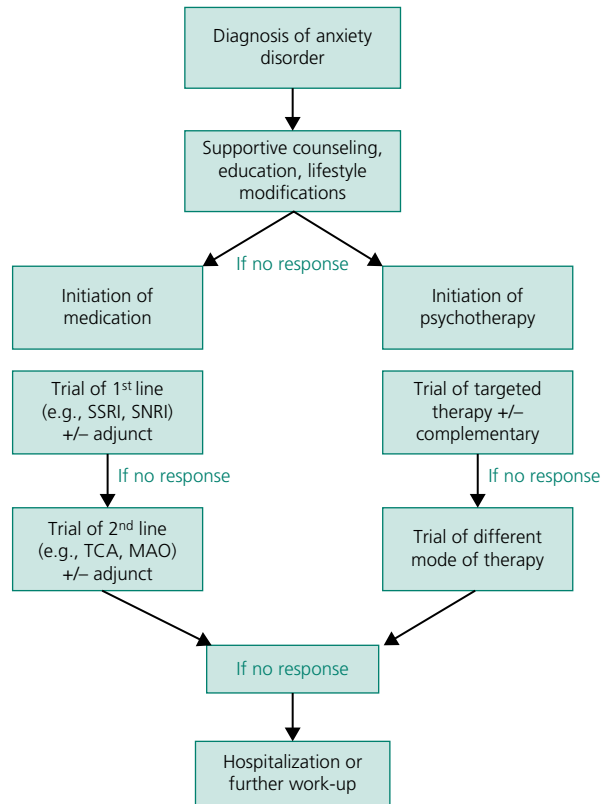 Diagnosis of anxiety
disorder
Supportive counseling,
education, lifestyle
modifications
If no response
Initiation of
medication
Initiation of
psychotherapy
Trial of 1st line
(e.g., SSRI, SNRI)
+/– adjunct
Trial of targeted
therapy +/–
complementary
If no response
If no response
Trial of 2nd line
(e.g., TCA, MAO)
+/– adjunct
Trial of different
mode of therapy
If no response
Hospitalization or
further work-up